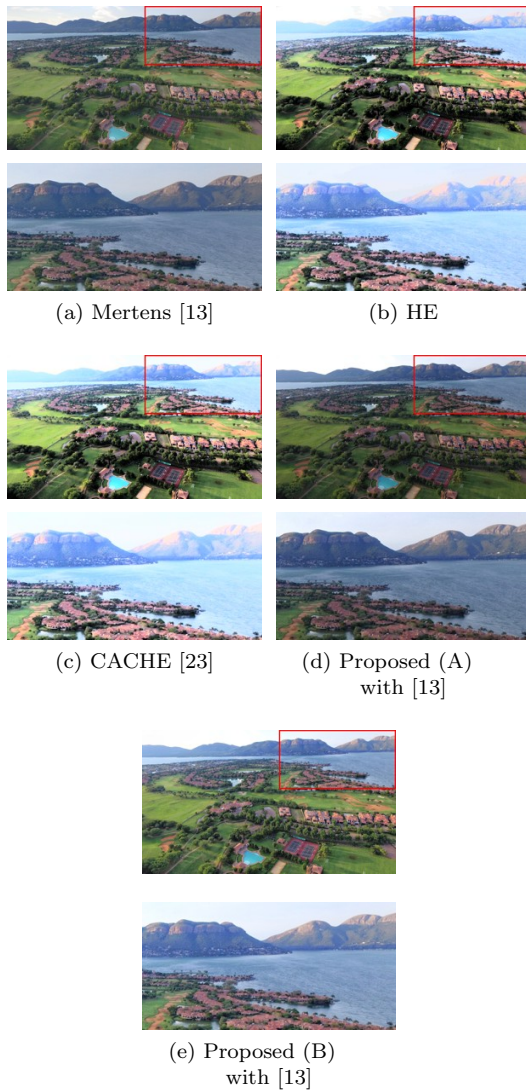 (a) Mertens [13]
(b) HE
(c) CACHE [23]
(d) Proposed (A)
with [13]
(e) Proposed (B)
with [13]